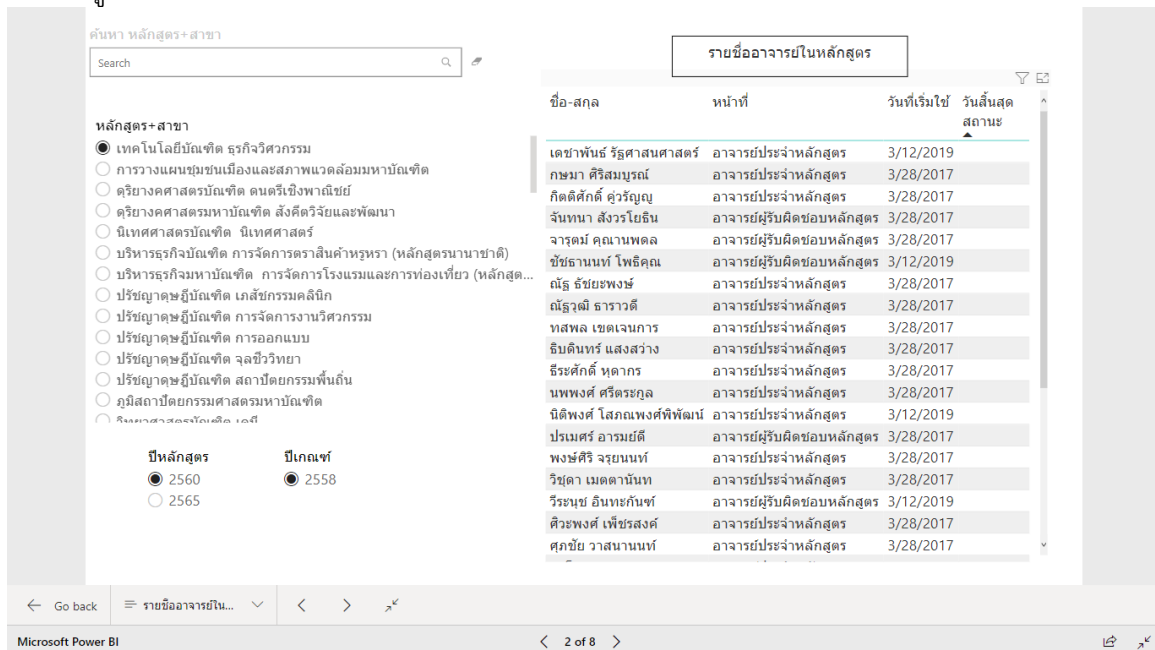 ค้นหา หลักสูตร+สาขา
Search
หลักสูตร+สาขา
เทคโนโลยีบัณฑิต ธุรกิจวิศวกรรม
การวางแผนชุมชนเมืองและสภาพแวดล้อมมหาบัณฑิต
ดุริยางคศาสตรบัณฑิต ดนตรีเชิงพาณิชย์
ดุริยางคศาสตรมหาบัณฑิต สังคีตวิจัยและพัฒนา
นิเทศศาสตรบัณฑิต นิเทศศาสตร์
บริหารธุรกิจบัณฑิต การจัดการตราสินค้าหรูหรา (หลักสูตรนานาชาติ)
บริหารธุรกิจมหาบัณฑิต การจัดการโรงแรมและการท่องเที่ยว (หลักสูต...
ปรัชญาดุษฎีบัณฑิต เภสัชกรรมคลินิก
ปรัชญาดุษฎีบัณฑิต การจัดการงานวิศวกรรม
ปรัชญาดุษฎีบัณฑิต การออกแบบ
ปรัชญาดุษฎีบัณฑิต จุลชีววิทยา
ปรัชญาดุษฎีบัณฑิต สถาปัตยกรรมพื้นถิ่น
ภูมิสถาปัตยกรรมศาสตรมหาบัณฑิต
วิทยาศาสตรบัณฑิต เคมี
ปีหลักสูตร ปีเกณฑ์
2560 2558
2565
รายชื่ออาจารย์ในหลักสูตร
ชื่อ-สกุล หน้าที่ วันที่เริ่มใช้ วันสิ้นสุด
สถานะ
เดชาพันธ์ รัฐศาสนศาสตร์ อาจารย์ประจำหลักสูตร 3/12/2019
กษมา ศิริสมบูรณ์ อาจารย์ประจำหลักสูตร 3/28/2017
กิตติศักดิ์ คู่วรัญญู อาจารย์ประจำหลักสูตร 3/28/2017
จันทนา สังวรโยธิน อาจารย์ผู้รับผิดชอบหลักสูตร 3/28/2017
จารุตม์ คุณานพดล อาจารย์ผู้รับผิดชอบหลักสูตร 3/28/2017
ชัชธานนท์ โพธิคุณ อาจารย์ผู้รับผิดชอบหลักสูตร 3/12/2019
ณัฐ ธัชยะพงษ์ อาจารย์ประจำหลักสูตร 3/28/2017
ณัฐวุฒิ ธาราวดี อาจารย์ประจำหลักสูตร 3/28/2017
ทสพล เขตเจนการ อาจารย์ประจำหลักสูตร 3/28/2017
ธิบดินทร์ แสงสว่าง อาจารย์ประจำหลักสูตร 3/28/2017
ธีระศักดิ์ หุดากร อาจารย์ประจำหลักสูตร 3/28/2017
นพพงศ์ ศรีตระกูล อาจารย์ประจำหลักสูตร 3/28/2017
นิติพงศ์ โสภณพงศ์พิพัฒน์ อาจารย์ประจำหลักสูตร 3/12/2019
ปรเมศร์ อารมย์ดี อาจารย์ผู้รับผิดชอบหลักสูตร 3/28/2017
พงษ์ศิริ จรุยนนท์ อาจารย์ประจำหลักสูตร 3/28/2017
วิชุดา เมตตานันท อาจารย์ประจำหลักสูตร 3/28/2017
วีระนุช อินทะกันฑ์ อาจารย์ผู้รับผิดชอบหลักสูตร 3/12/2019
ศิวะพงศ์ เพ็ชรสงค์ อาจารย์ประจำหลักสูตร 3/28/2017
ศุภชัย วาสนานนท์ อาจารย์ประจำหลักสูตร 3/28/2017
Go back รายชื่ออาจารย์ใน...
Microsoft Power BI 2 of 8